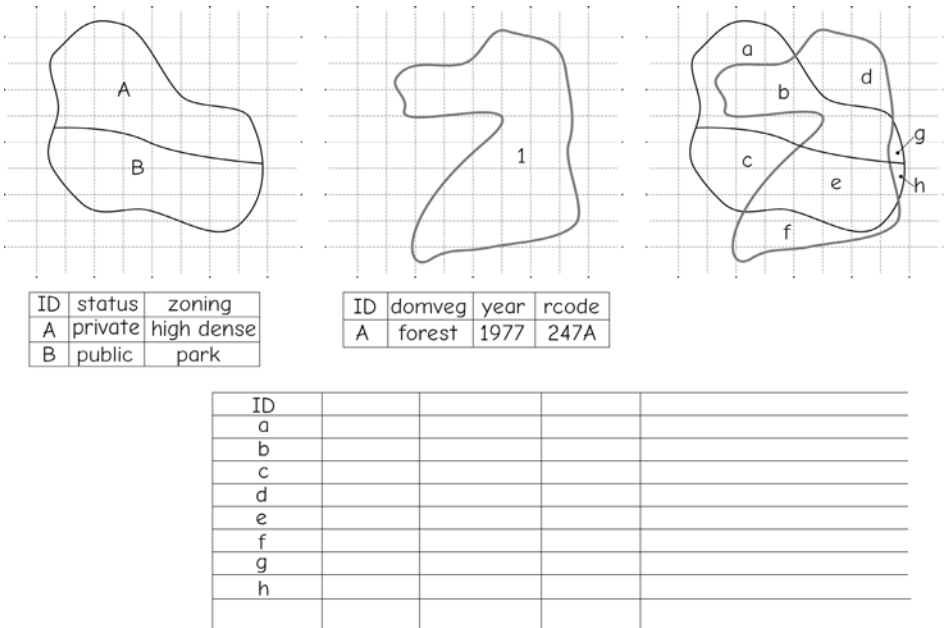 A
B
1
a
b
c
d
e
f
g
h
ID status zoning
A private high dense
B public park
ID domveg year rcode
A forest 1977 247A
ID
a
b
c
d
e
f
g
h